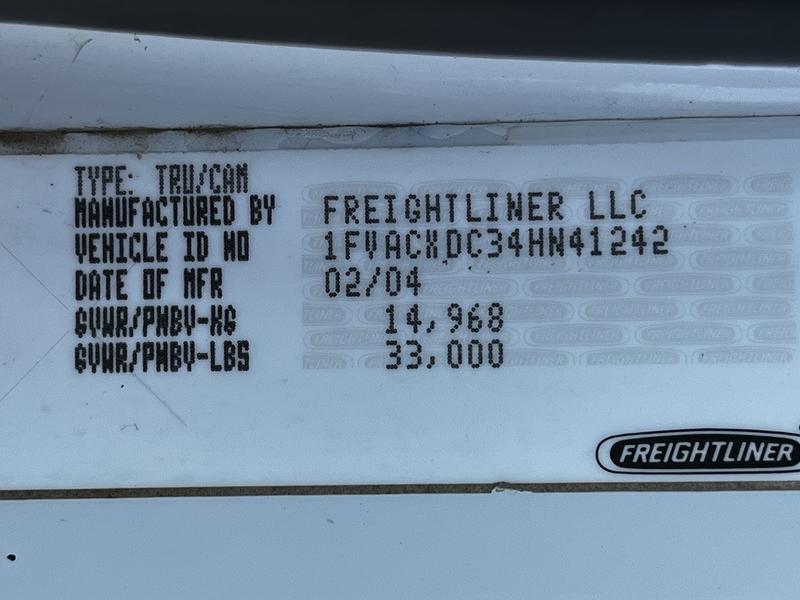 TYPE: TRU/CAM
MANUFACTURED BY FREIGHTLINER LLC
VEHICLE ID NO 1FVACXDC34HN41242
DATE OF MFR 02/04
GVWR/PNBV-KG 14,968
GVWR/PNBV-LBS 33,000
FREIGHTLINER